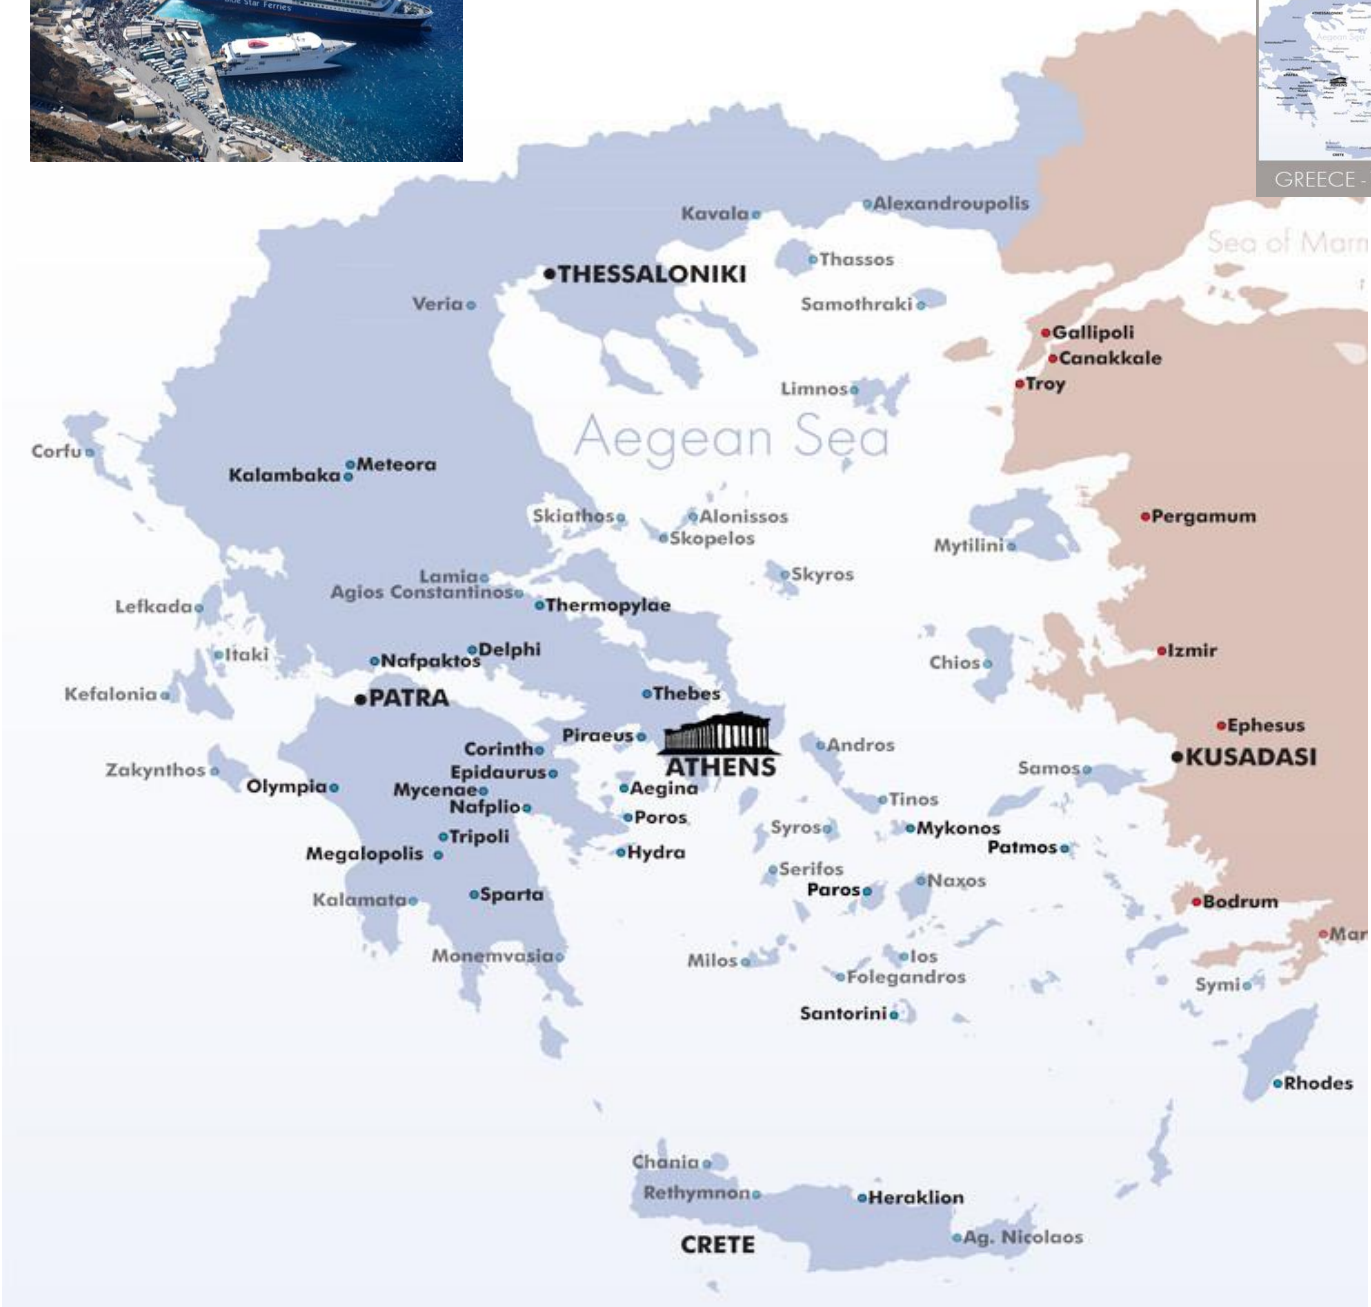 Blue Star Ferries
GREECE -
Alexandroupolis
Kavala
Sea of Marm
Thassos
THESSALONIKI
Veria
Samothraki
Gallipoli
Canakkale
Troy
Limnos
Aegean Sea
Corfu
Meteora
Kalambaka
Skiathos
Alonissos
Pergamum
Skopelos
Mytilini
Skyros
Lamia
Agios Constantinos
Thermopylae
Lefkada
Delphi
Izmir
Itaki
Nafpaktos
Chios
Kefalonia
PATRA
Thebes
Ephesus
Piraeus
Corinth
Andros
KUSADASI
ATHENS
Zakynthos
Epidaurus
Samos
Olympia
Mycenae
Aegina
Nafplio
Tinos
Poros
Syros
Mykonos
Tripoli
Patmos
Megalopolis
Hydra
Serifos
Naxos
Paros
Sparta
Kalamata
Bodrum
Mar
Monemvasia
Milos
Ios
Folegandros
Symi
Santorini
Rhodes
Chania
Rethymnon
Heraklion
Ag. Nicolaos
CRETE